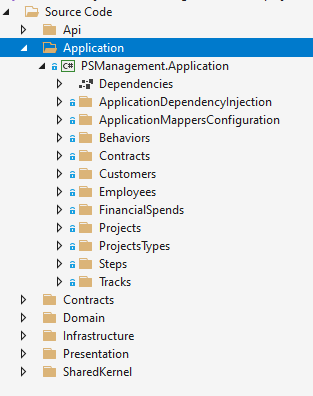 Source Code
Api
Application
C# PSManagement.Application
Dependencies
ApplicationDependencyInjection
ApplicationMappersConfiguration
Behaviors
Contracts
Customers
Employees
FinancialSpends
Projects
ProjectsTypes
Steps
Tracks
Contracts
Domain
Infrastructure
Presentation
SharedKernel